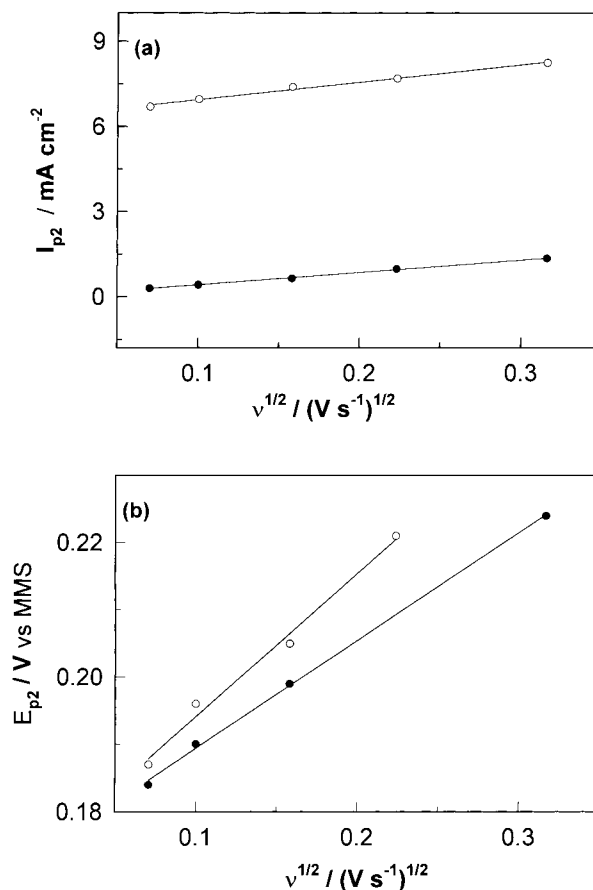 (a)
9
6
3
0
I_p2 / mA cm^-2
0.1 0.2 0.3
ν^1/2 / (V s^-1)^1/2
(b)
0.22
0.20
0.18
E_p2 / V vs MMS
0.1 0.2 0.3
ν^1/2 / (V s^-1)^1/2